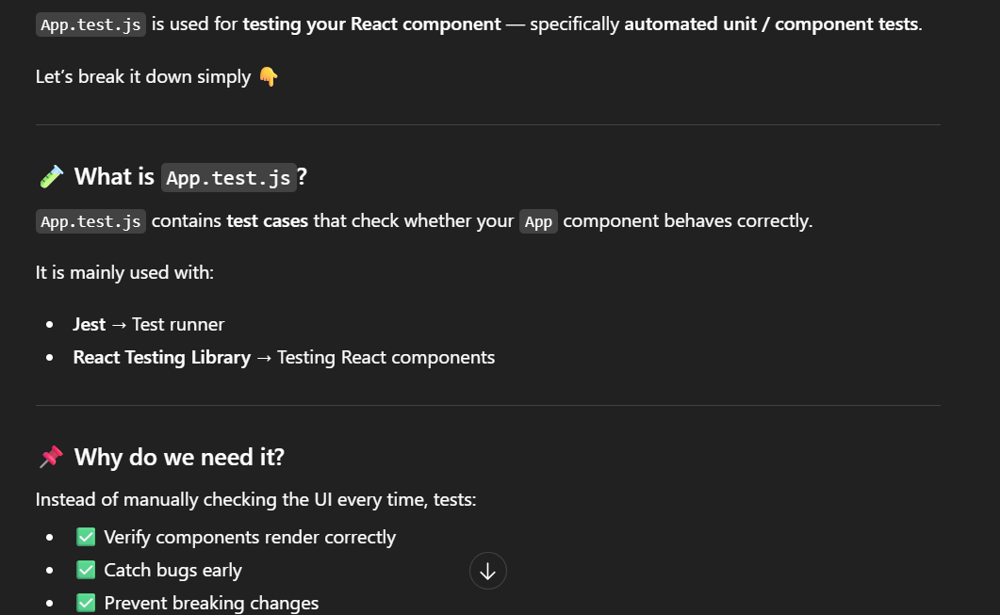 App.test.js is used for testing your React component — specifically automated unit / component tests.
Let’s break it down simply 👇
🧪 What is App.test.js?
App.test.js contains test cases that check whether your App component behaves correctly.
It is mainly used with:
• Jest → Test runner
• React Testing Library → Testing React components
📌 Why do we need it?
Instead of manually checking the UI every time, tests:
• ✅ Verify components render correctly
• ✅ Catch bugs early
• ✅ Prevent breaking changes